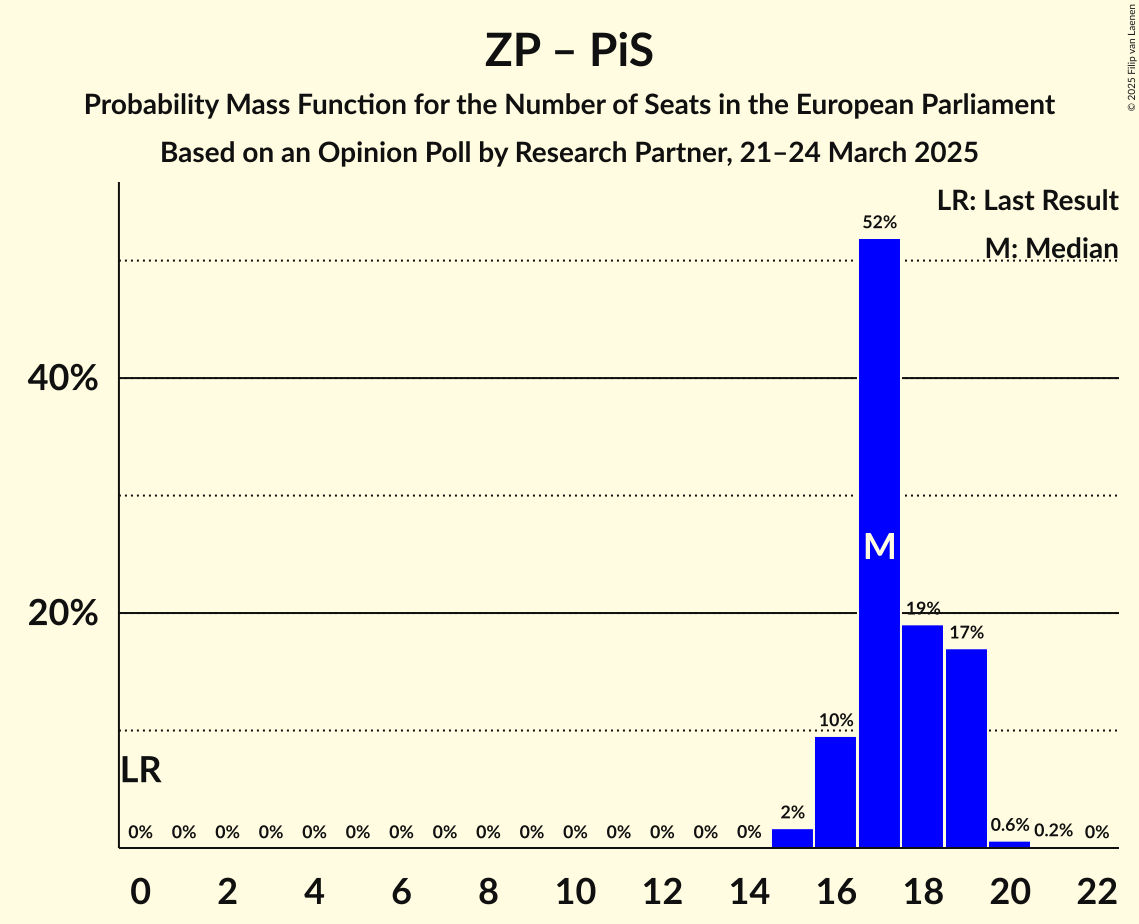 ZP – PiS
Probability Mass Function for the Number of Seats in the European Parliament
Based on an Opinion Poll by Research Partner, 21–24 March 2025
© 2025 Filip van Laenen
LR: Last Result
M: Median
52%
40%
M
20%
19%
17%
10%
LR
0% 0% 0% 0% 0% 0% 0% 0% 0% 0% 0% 0% 0% 0% 0% 2% 0.6% 0.2% 0%
0 2 4 6 8 10 12 14 16 18 20 22